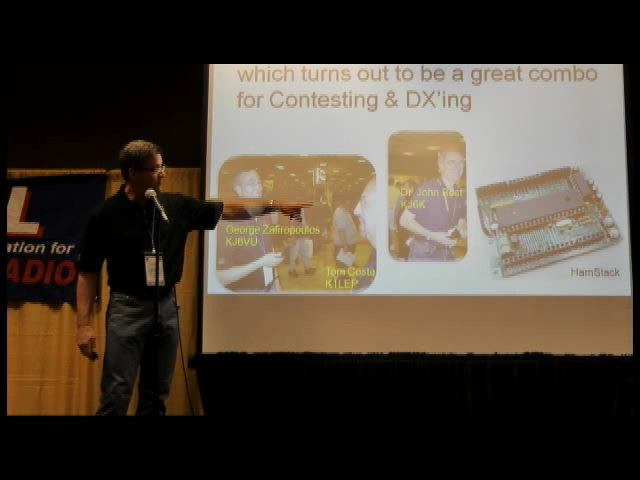 which turns out to be a great combo
for Contesting & DX'ing
Dr. John Best
KJ6K
George Zafiropoulos
KJ6VU
Tom Costa
K1LEP
HamStack
L
ation for
RADIO